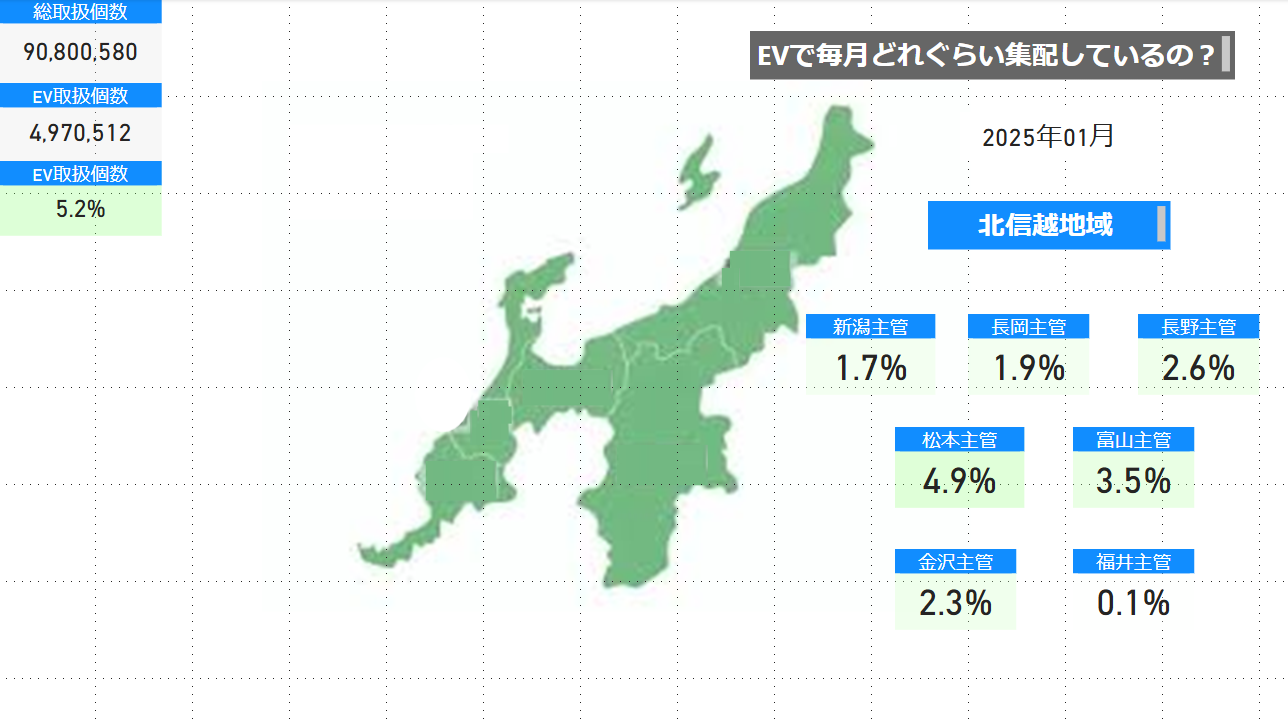 総取扱個数
90,800,580
EV取扱個数
4,970,512
EV取扱個数
5.2%
EVで毎月どれぐらい集配しているの？
2025年01月
北信越地域
新潟主管
1.7%
長岡主管
1.9%
長野主管
2.6%
松本主管
4.9%
富山主管
3.5%
金沢主管
2.3%
福井主管
0.1%